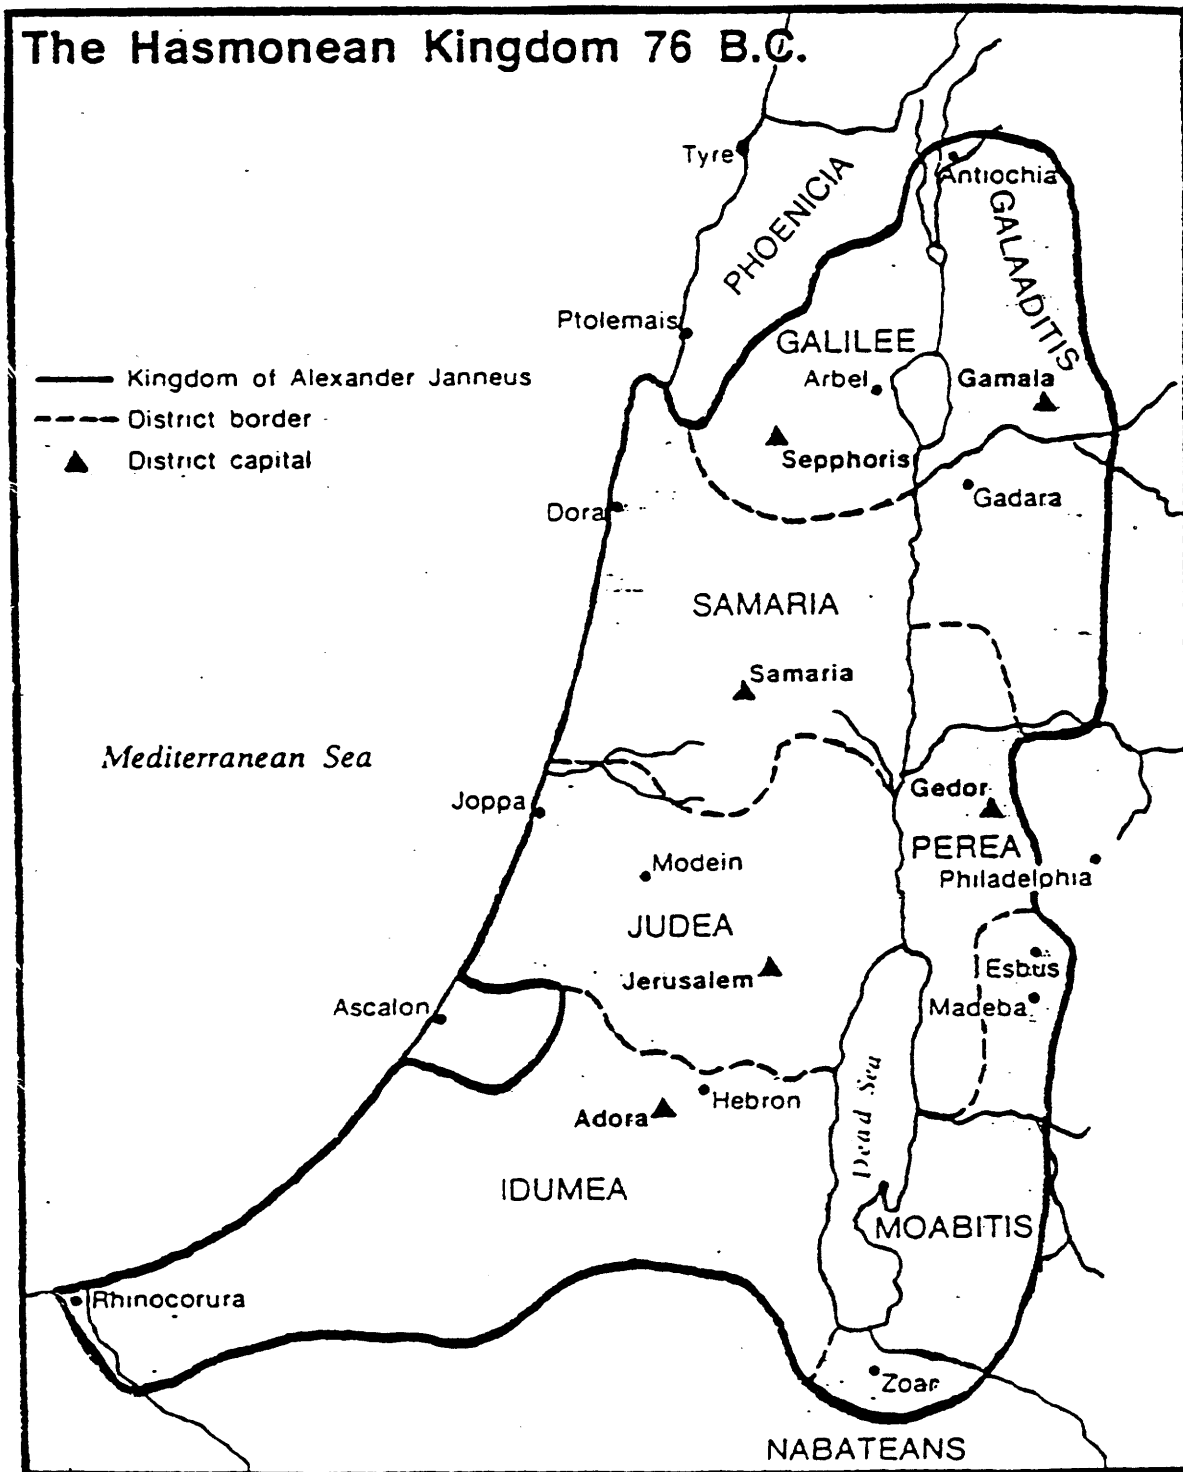 The Hasmonean Kingdom 76 B.C.
Tyre
PHOENICIA
Antiochia
GALAADITIS
Ptolemais
GALILEE
Arbel
Gamala
Kingdom of Alexander Janneus
District border
District capital
Sepphoris
Gadara
Dora
SAMARIA
Samaria
Mediterranean Sea
Joppa
Gedor
PEREA
Philadelphia
Modein
JUDEA
Jerusalem
Esbus
Madeba
Ascalon
Dead Sea
Hebron
Adora
IDUMEA
MOABITIS
Rhinocorura
Zoar
NABATEANS